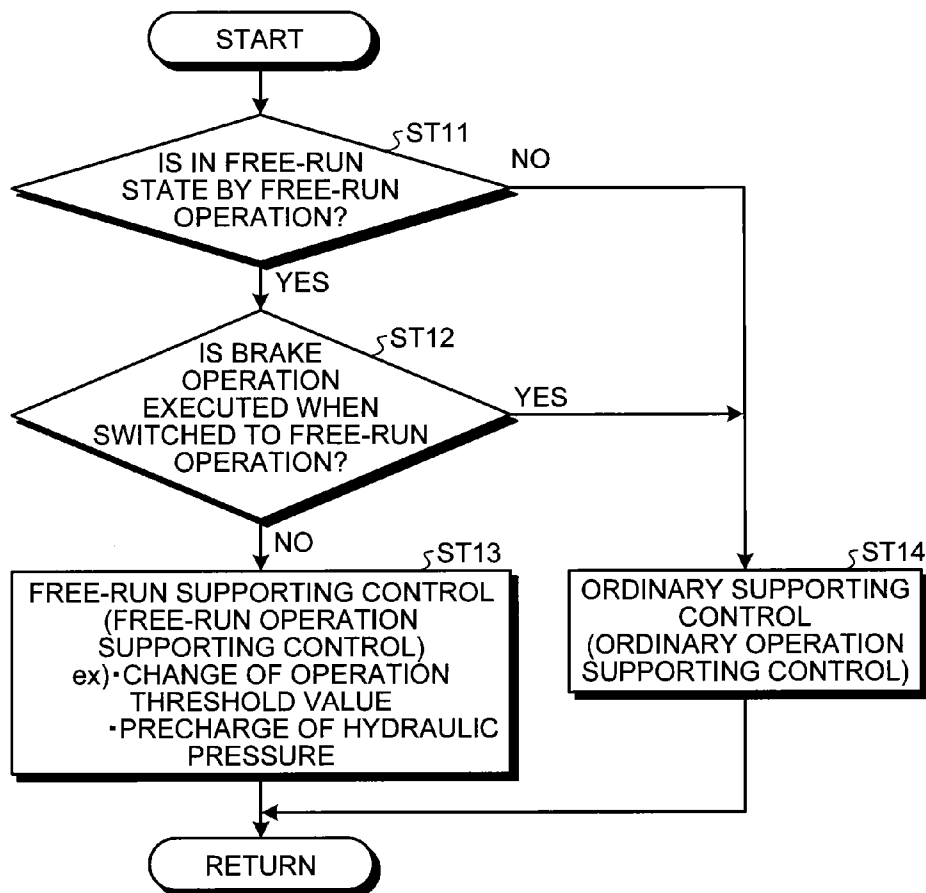 START
ST11
IS IN FREE-RUN
STATE BY FREE-RUN
OPERATION?
NO
YES
ST12
IS BRAKE
OPERATION
EXECUTED WHEN
SWITCHED TO FREE-RUN
OPERATION?
YES
NO
ST13
FREE-RUN SUPPORTING CONTROL
(FREE-RUN OPERATION
SUPPORTING CONTROL)
ex)・CHANGE OF OPERATION
THRESHOLD VALUE
・PRECHARGE OF HYDRAULIC
PRESSURE
ST14
ORDINARY SUPPORTING
CONTROL
(ORDINARY OPERATION
SUPPORTING CONTROL)
RETURN